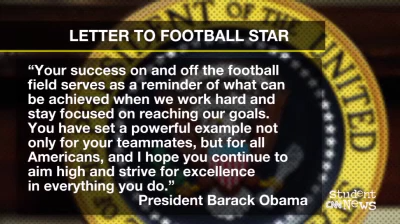 LETTER TO FOOTBALL STAR
“Your success on and off the football
field serves as a reminder of what can
be achieved when we work hard and
stay focused on reaching our goals.
You have set a powerful example not
only for your teammates, but for all
Americans, and I hope you continue to
aim high and strive for excellence
in everything you do.”
President Barack Obama
student
CNN NEWS